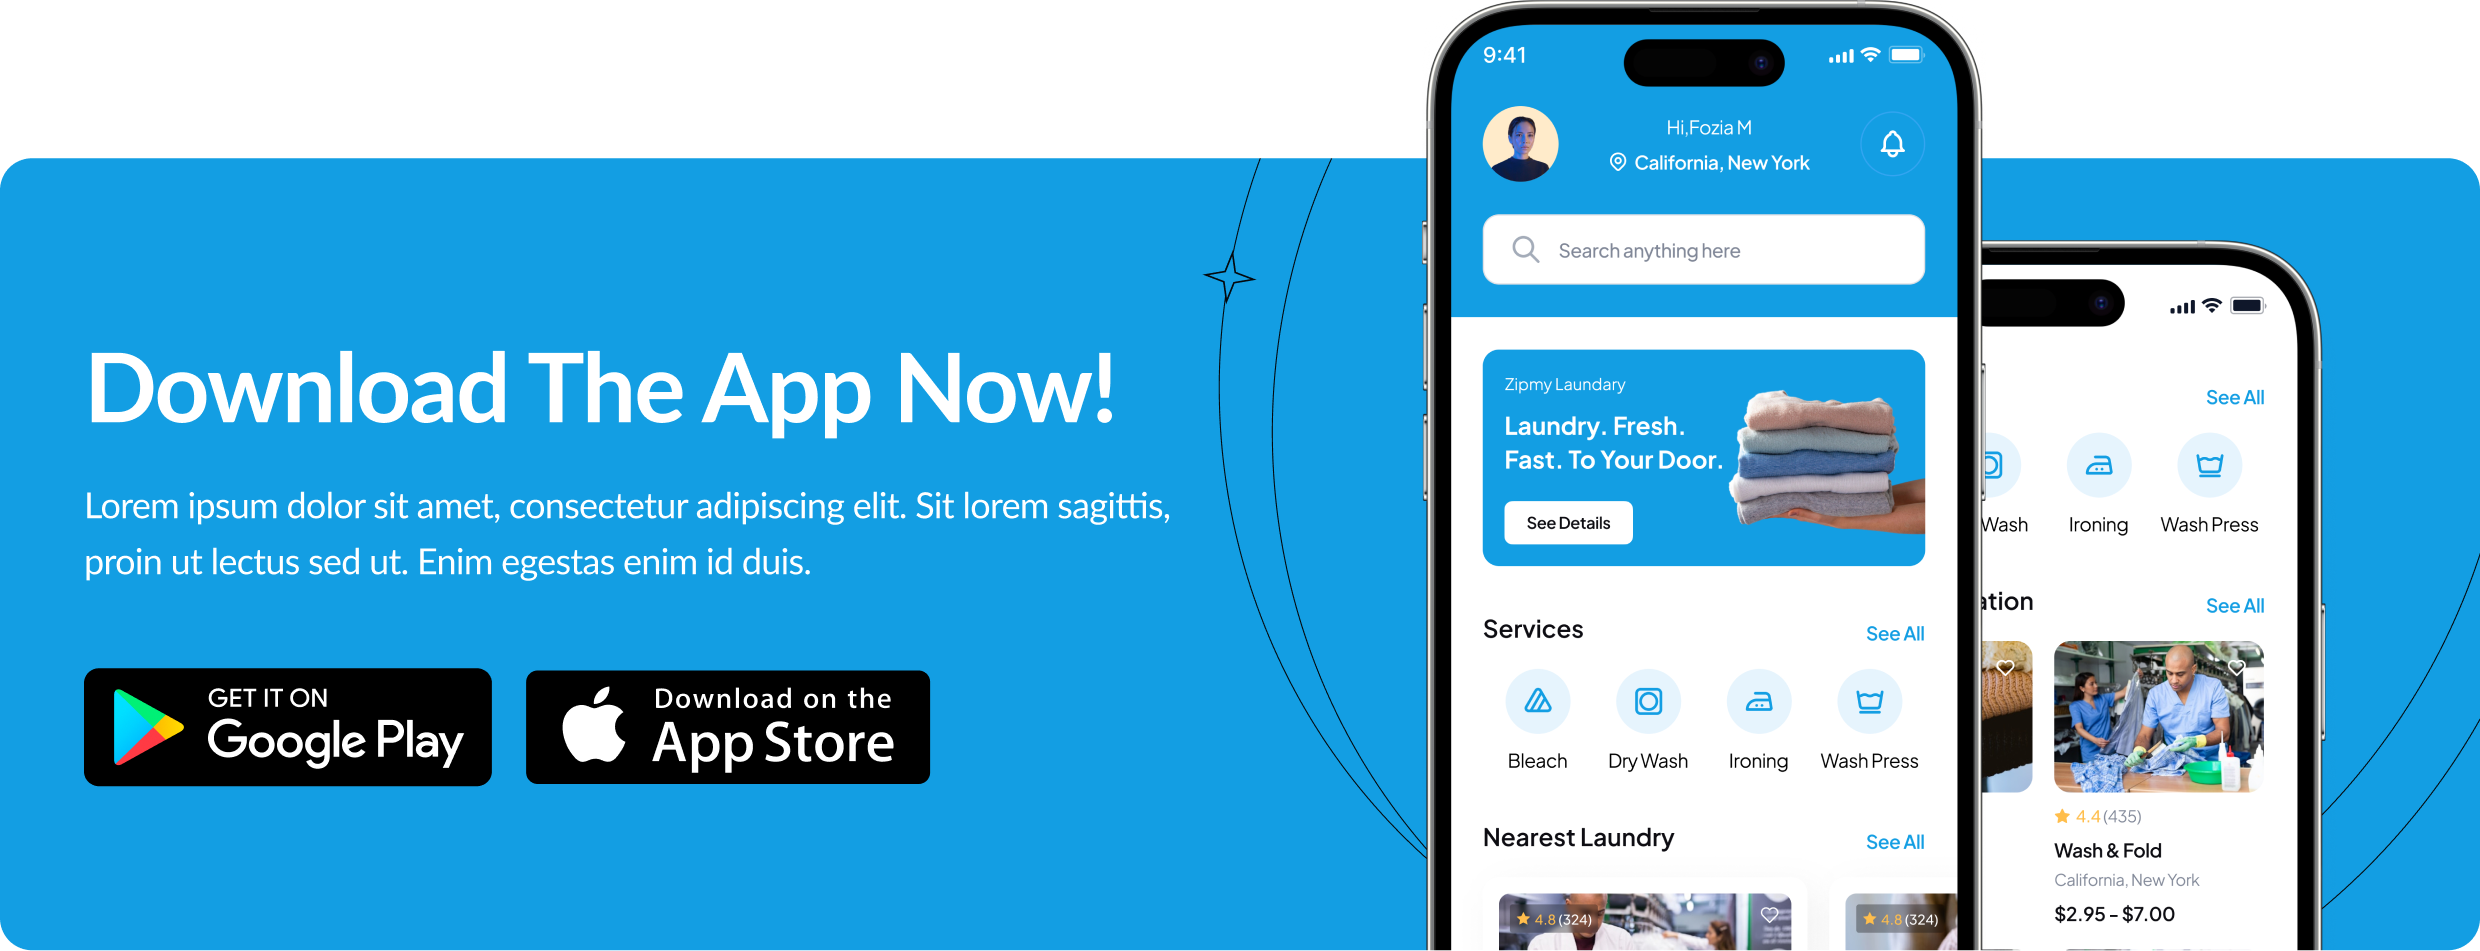 Download The App Now!
Lorem ipsum dolor sit amet, consectetur adipiscing elit. Sit lorem sagittis,
proin ut lectus sed ut. Enim egestas enim id duis.
GET IT ON
Google Play
Download on the
App Store
9:41
Hi,Fozia M
California, New York
Search anything here
Zipmy Laundary
Laundry. Fresh.
Fast. To Your Door.
See Details
Services
See All
Bleach
Dry Wash
Ironing
Wash Press
Nearest Laundry
See All
4.8 (324)
4.8 (324)
See All
Wash
Ironing
Wash Press
ation
See All
4.4 (435)
Wash & Fold
California, New York
$2.95 - $7.00